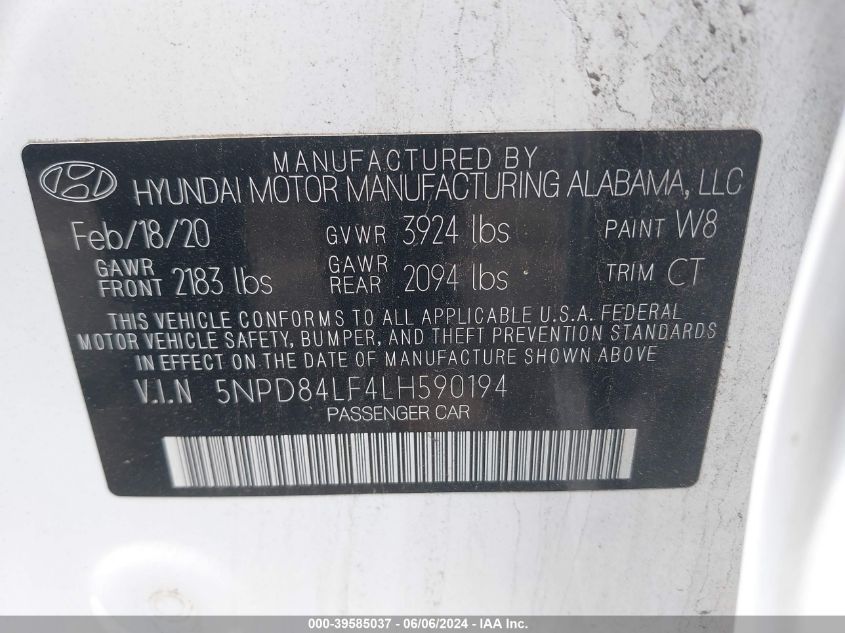 MANUFACTURED BY
HYUNDAI MOTOR MANUFACTURING ALABAMA, LLC
Feb/18/20 GVWR 3924 lbs PAINT W8
GAWR FRONT 2183 lbs GAWR REAR 2094 lbs TRIM CT
THIS VEHICLE CONFORMS TO ALL APPLICABLE U.S.A. FEDERAL
MOTOR VEHICLE SAFETY, BUMPER, AND THEFT PREVENTION STANDARDS
IN EFFECT ON THE DATE OF MANUFACTURE SHOWN ABOVE
V.I.N 5NPD84LF4LH590194
PASSENGER CAR
000-39585037 - 06/06/2024 - IAAI.com